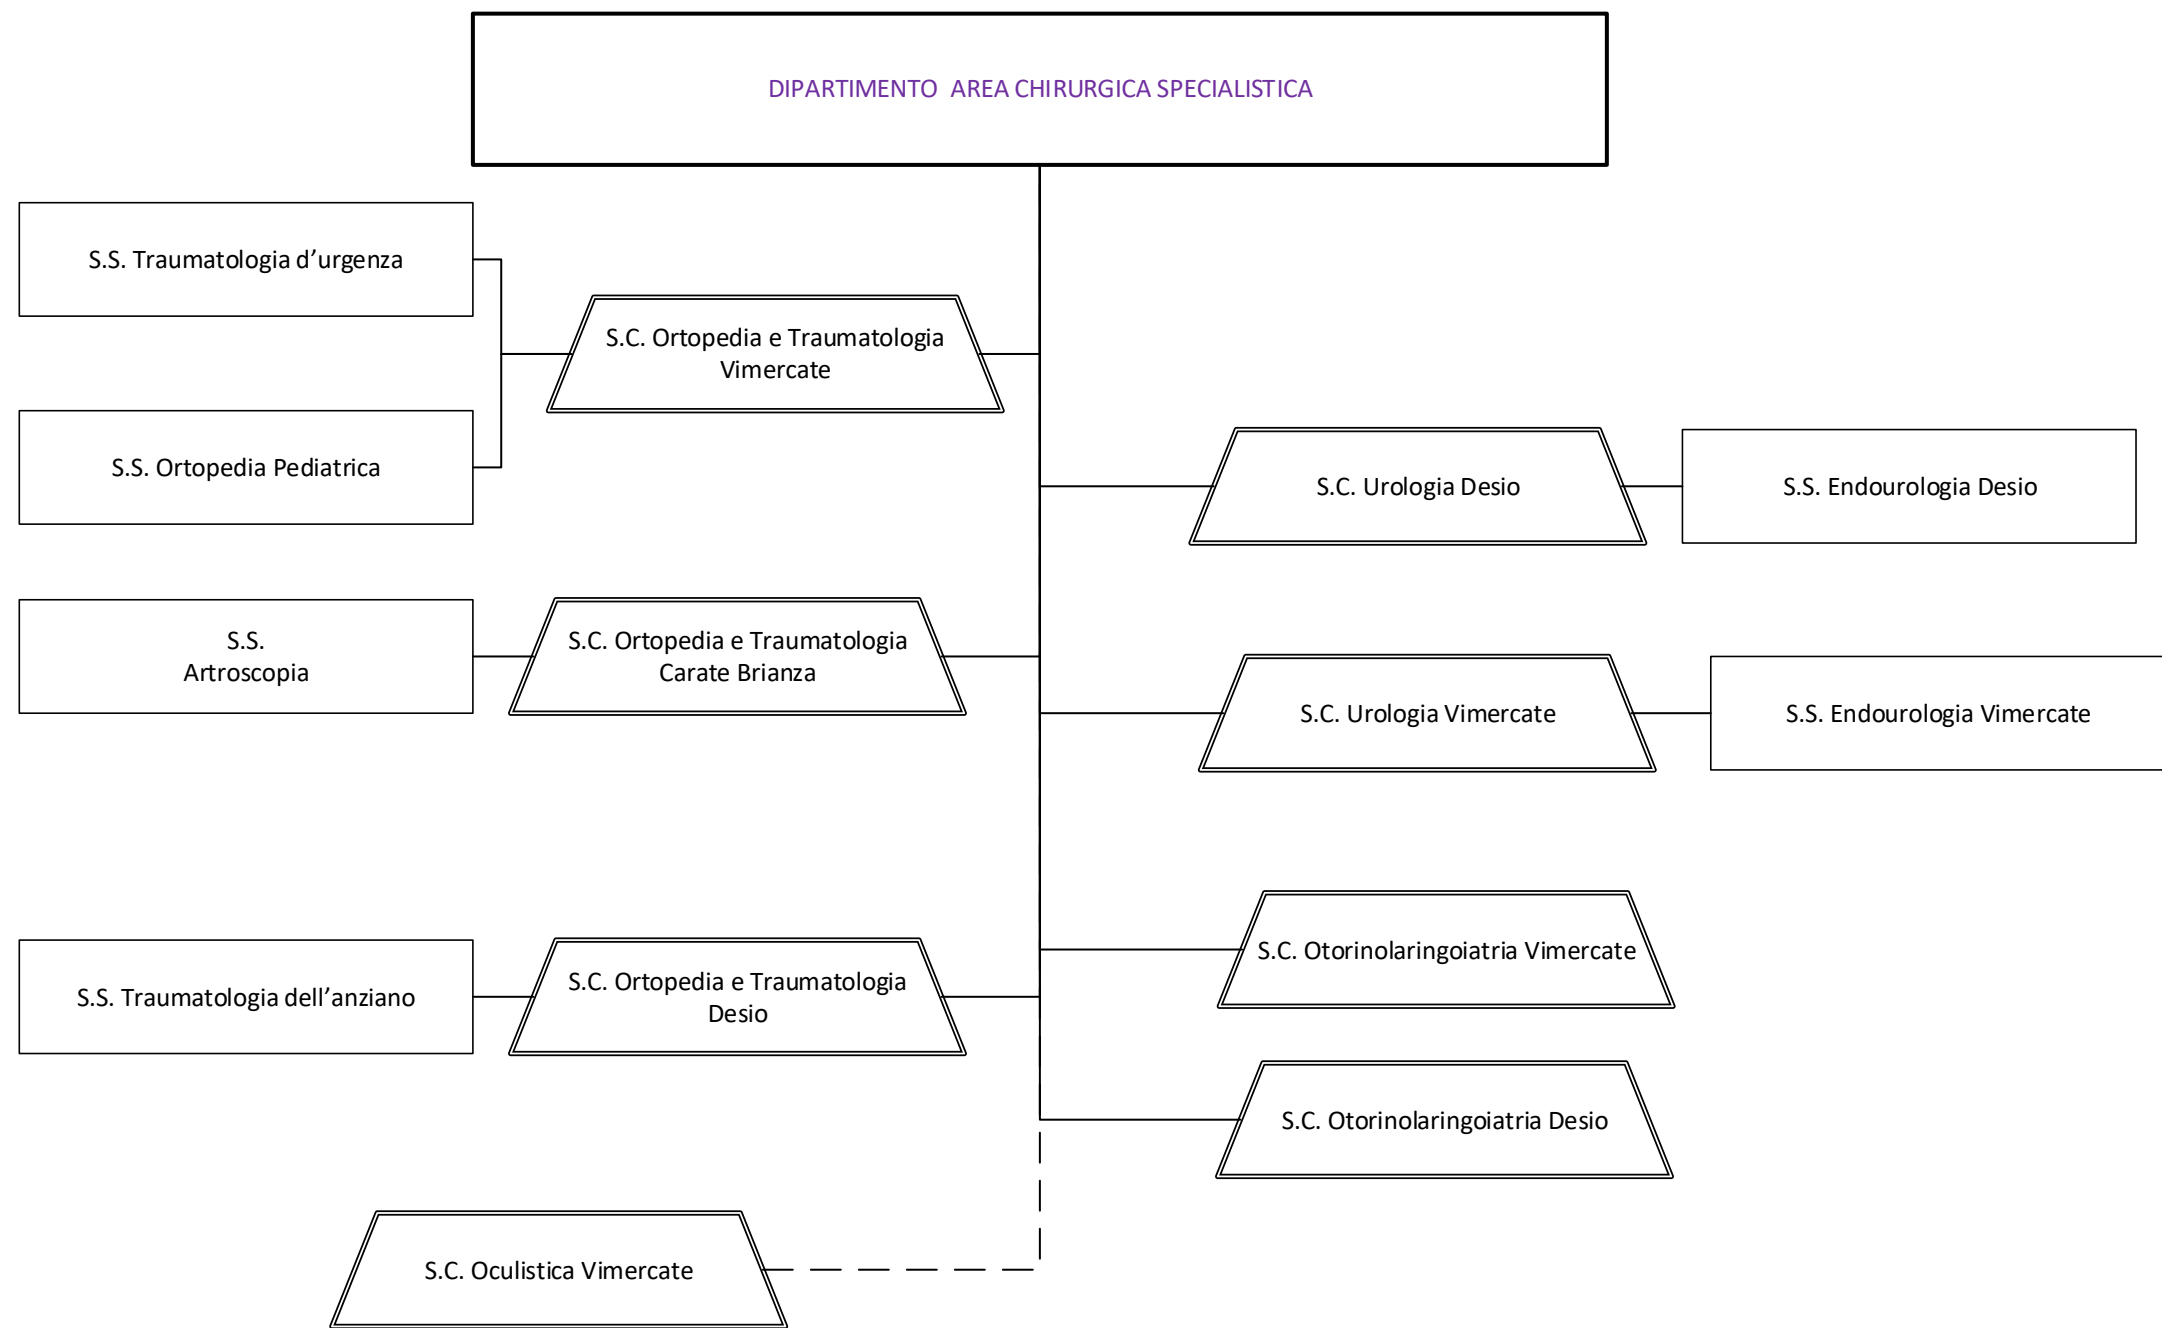 DIPARTIMENTO AREA CHIRURGICA SPECIALISTICA
S.S. Traumatologia d’urgenza
S.C. Ortopedia e Traumatologia
Vimercate
S.S. Ortopedia Pediatrica
S.C. Urologia Desio
S.S. Endourologia Desio
S.S.
Artroscopia
S.C. Ortopedia e Traumatologia
Carate Brianza
S.C. Urologia Vimercate
S.S. Endourologia Vimercate
S.C. Otorinolaringoiatria Vimercate
S.S. Traumatologia dell’anziano
S.C. Ortopedia e Traumatologia
Desio
S.C. Otorinolaringoiatria Desio
S.C. Oculistica Vimercate